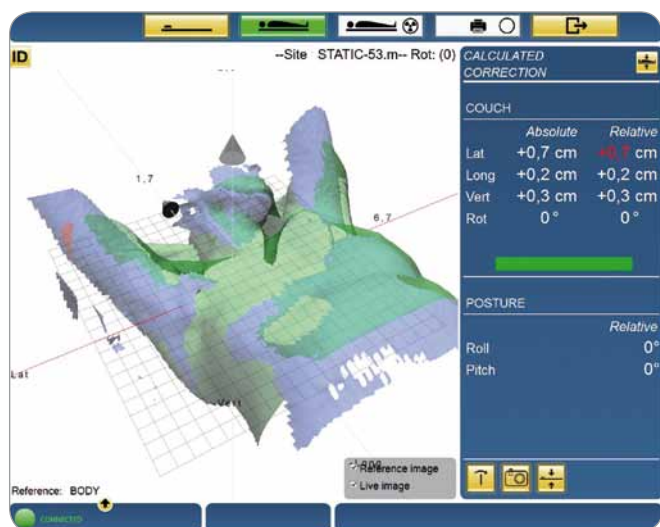 ID
--Site STATIC-53.m-- Rot: (0)
1,7
6,7
Lat
Vert
Reference image
Live image
Reference: BODY
CONNECTED
CALCULATED
CORRECTION
COUCH
Absolute Relative
Lat +0,7 cm +0,7 cm
Long +0,2 cm +0,2 cm
Vert +0,3 cm +0,3 cm
Rot 0° 0°
POSTURE
Relative
Roll 0°
Pitch 0°